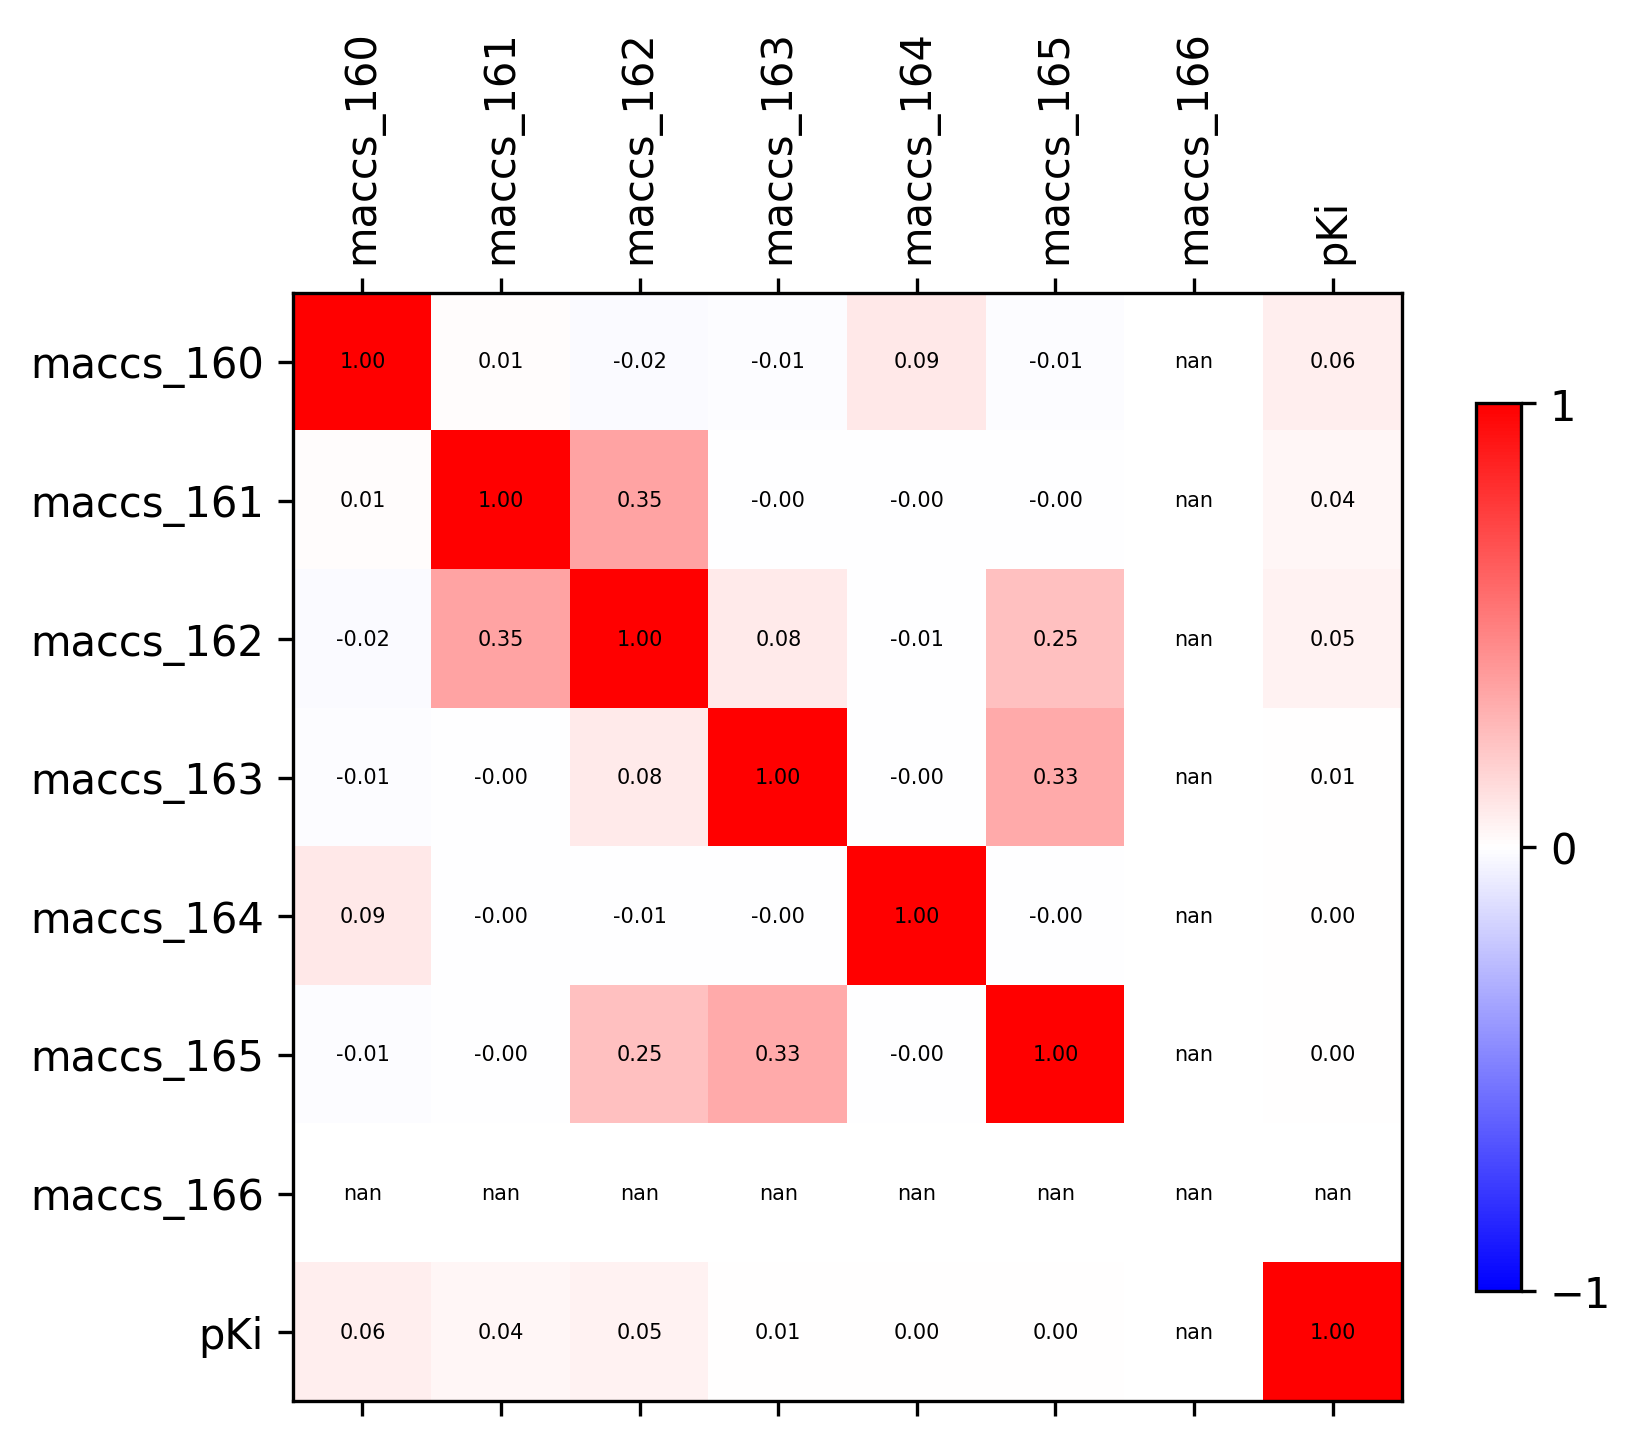 maccs_160 maccs_161 maccs_162 maccs_163 maccs_164 maccs_165 maccs_166 pKi
maccs_160 1.00 0.01 -0.02 -0.01 0.09 -0.01 nan 0.06
maccs_161 0.01 1.00 0.35 -0.00 -0.00 -0.00 nan 0.04
maccs_162 -0.02 0.35 1.00 0.08 -0.01 0.25 nan 0.05
maccs_163 -0.01 -0.00 0.08 1.00 -0.00 0.33 nan 0.01
maccs_164 0.09 -0.00 -0.01 -0.00 1.00 -0.00 nan 0.00
maccs_165 -0.01 -0.00 0.25 0.33 -0.00 1.00 nan 0.00
maccs_166 nan nan nan nan nan nan nan nan
pKi 0.06 0.04 0.05 0.01 0.00 0.00 nan 1.00
1
0
−1